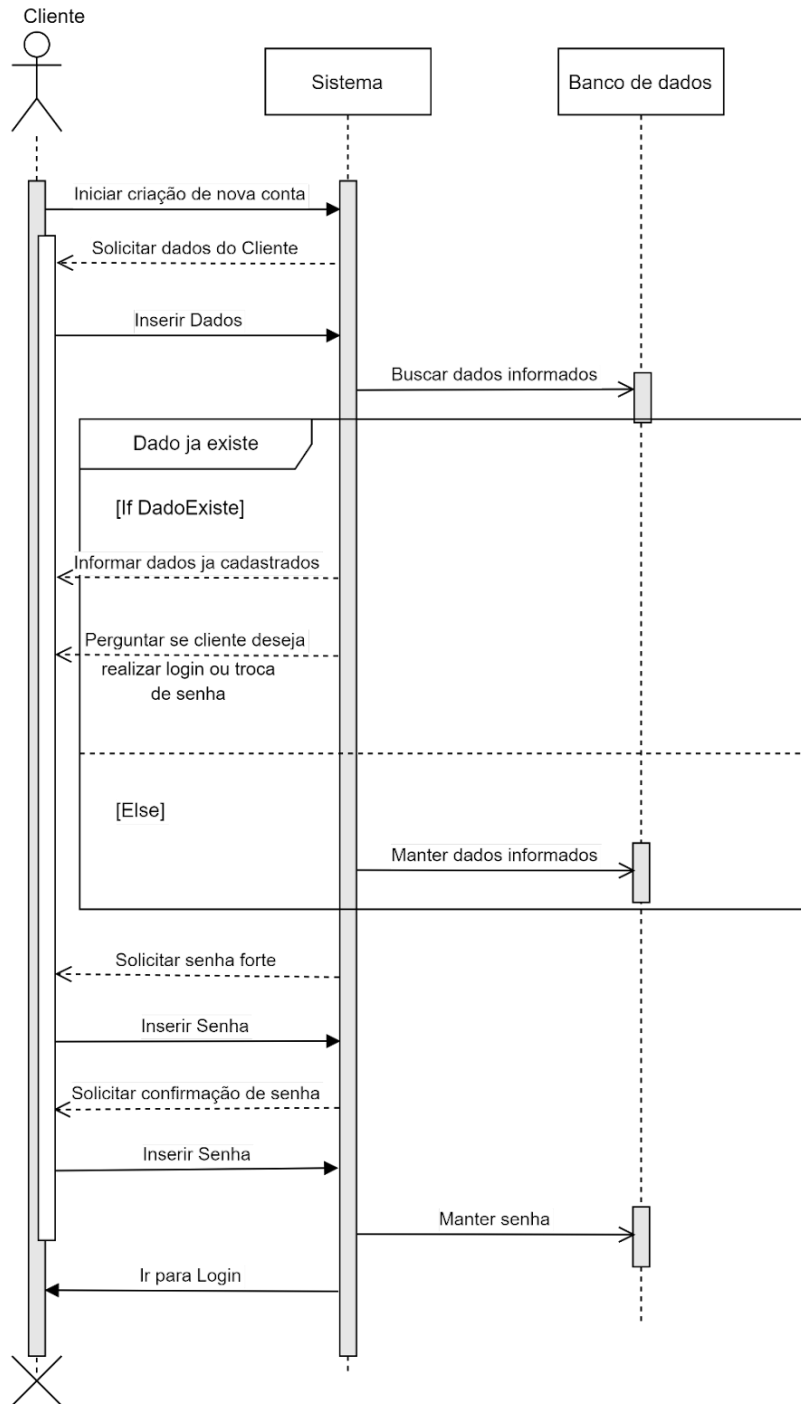 Cliente
Sistema
Banco de dados
Iniciar criação de nova conta
Solicitar dados do Cliente
Inserir Dados
Buscar dados informados
Dado ja existe
[If DadoExiste]
Informar dados ja cadastrados
Perguntar se cliente deseja
realizar login ou troca
de senha
[Else]
Manter dados informados
Solicitar senha forte
Inserir Senha
Solicitar confirmação de senha
Inserir Senha
Manter senha
Ir para Login